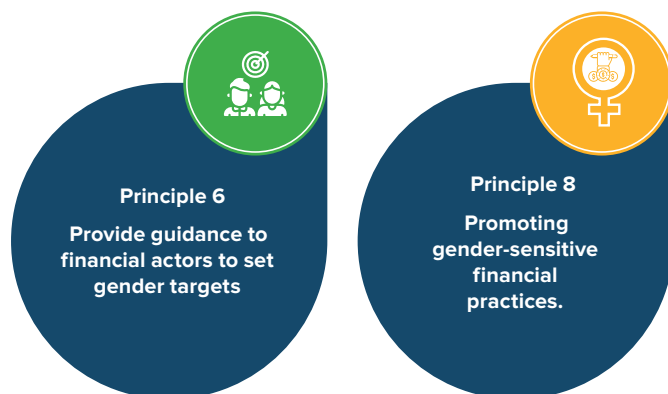 Principle 6
Provide guidance to
financial actors to set
gender targets
Principle 8
Promoting
gender-sensitive
financial
practices.